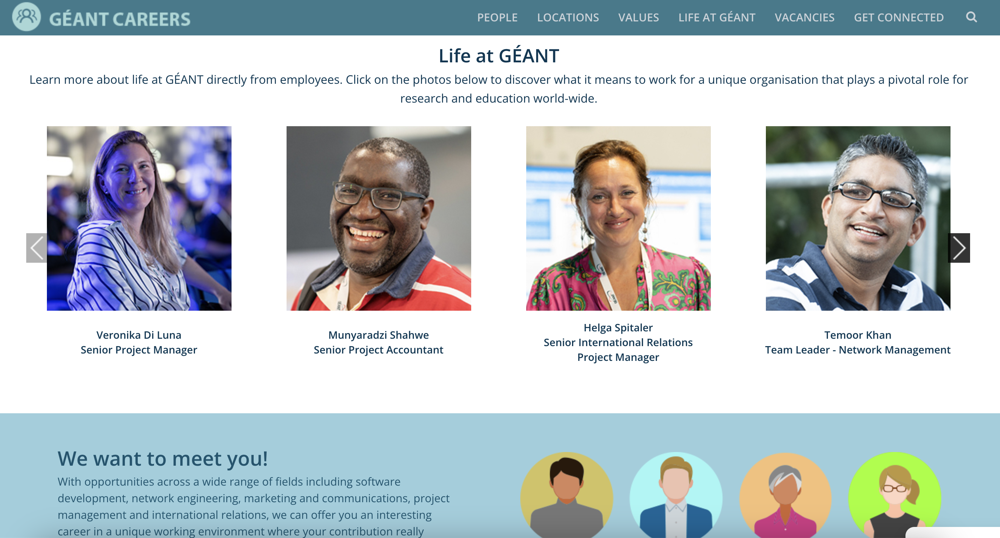 GÉANT CAREERS
PEOPLE LOCATIONS VALUES LIFE AT GÉANT VACANCIES GET CONNECTED
Life at GÉANT
Learn more about life at GÉANT directly from employees. Click on the photos below to discover what it means to work for a unique organisation that plays a pivotal role for
research and education world-wide.
Veronika Di Luna
Senior Project Manager
Munyaradzi Shahwe
Senior Project Accountant
Helga Spitaler
Senior International Relations
Project Manager
Temoor Khan
Team Leader - Network Management
We want to meet you!
With opportunities across a wide range of fields including software
development, network engineering, marketing and communications, project
management and international relations, we can offer you an interesting
career in a unique working environment where your contribution really